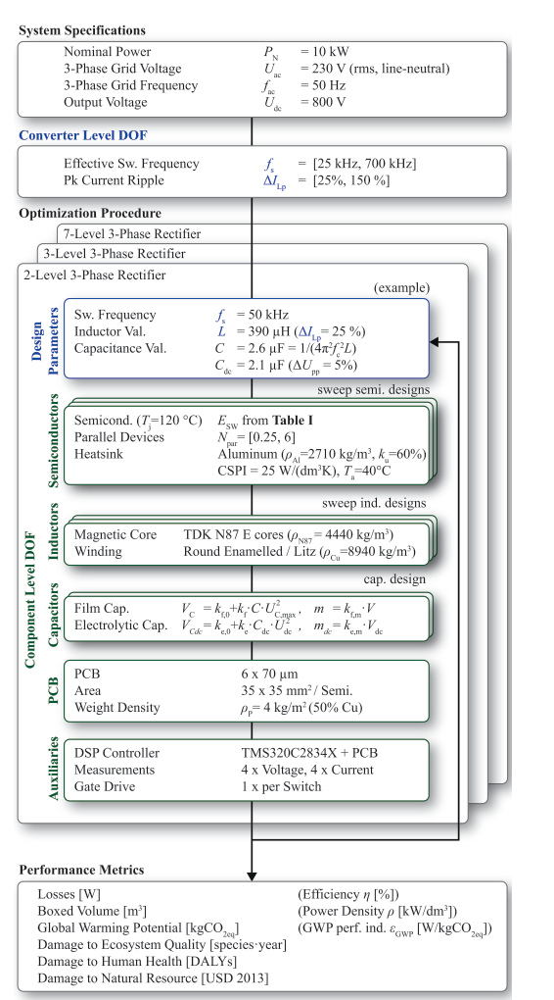 System Specifications
Nominal Power P_N = 10 kW
3-Phase Grid Voltage U_ac = 230 V (rms, line-neutral)
3-Phase Grid Frequency f_ac = 50 Hz
Output Voltage U_dc = 800 V
Converter Level DOF
Effective Sw. Frequency f_s = [25 kHz, 700 kHz]
Pk Current Ripple ΔI_Lp = [25%, 150 %]
Optimization Procedure
7-Level 3-Phase Rectifier
3-Level 3-Phase Rectifier
2-Level 3-Phase Rectifier
(example)
Design Parameters
Sw. Frequency f_s = 50 kHz
Inductor Val. L = 390 µH (ΔI_Lp = 25 %)
Capacitance Val. C = 2.6 µF = 1/(4π²f_c²L)
C_dc = 2.1 µF (ΔU_pp = 5%)
sweep semi. designs
Component Level DOF
Semiconductors
Semicond. (T_j=120 °C) E_SW from Table I
Parallel Devices N_par = [0.25, 6]
Heatsink Aluminum (ρ_Al=2710 kg/m³, k_u=60%)
CSPI = 25 W/(dm³K), T_a=40°C
sweep ind. designs
Inductors
Magnetic Core TDK N87 E cores (ρ_N87 = 4440 kg/m³)
Winding Round Enamelled / Litz (ρ_Cu=8940 kg/m³)
cap. design
Capacitors
Film Cap. V_C = k_f,0+k_f·C·U²_C,max , m = k_f,m·V
Electrolytic Cap. V_Cdc = k_e,0+k_e·C_dc·U²_dc , m_dc = k_e,m·V_dc
PCB
PCB 6 x 70 µm
Area 35 x 35 mm² / Semi.
Weight Density ρ_P = 4 kg/m² (50% Cu)
Auxiliaries
DSP Controller TMS320C2834X + PCB
Measurements 4 x Voltage, 4 x Current
Gate Drive 1 x per Switch
Performance Metrics
Losses [W] (Efficiency η [%])
Boxed Volume [m³] (Power Density ρ [kW/dm³])
Global Warming Potential [kgCO_2eq] (GWP perf. ind. ε_GWP [W/kgCO_2eq])
Damage to Ecosystem Quality [species·year]
Damage to Human Health [DALYs]
Damage to Natural Resource [USD 2013]